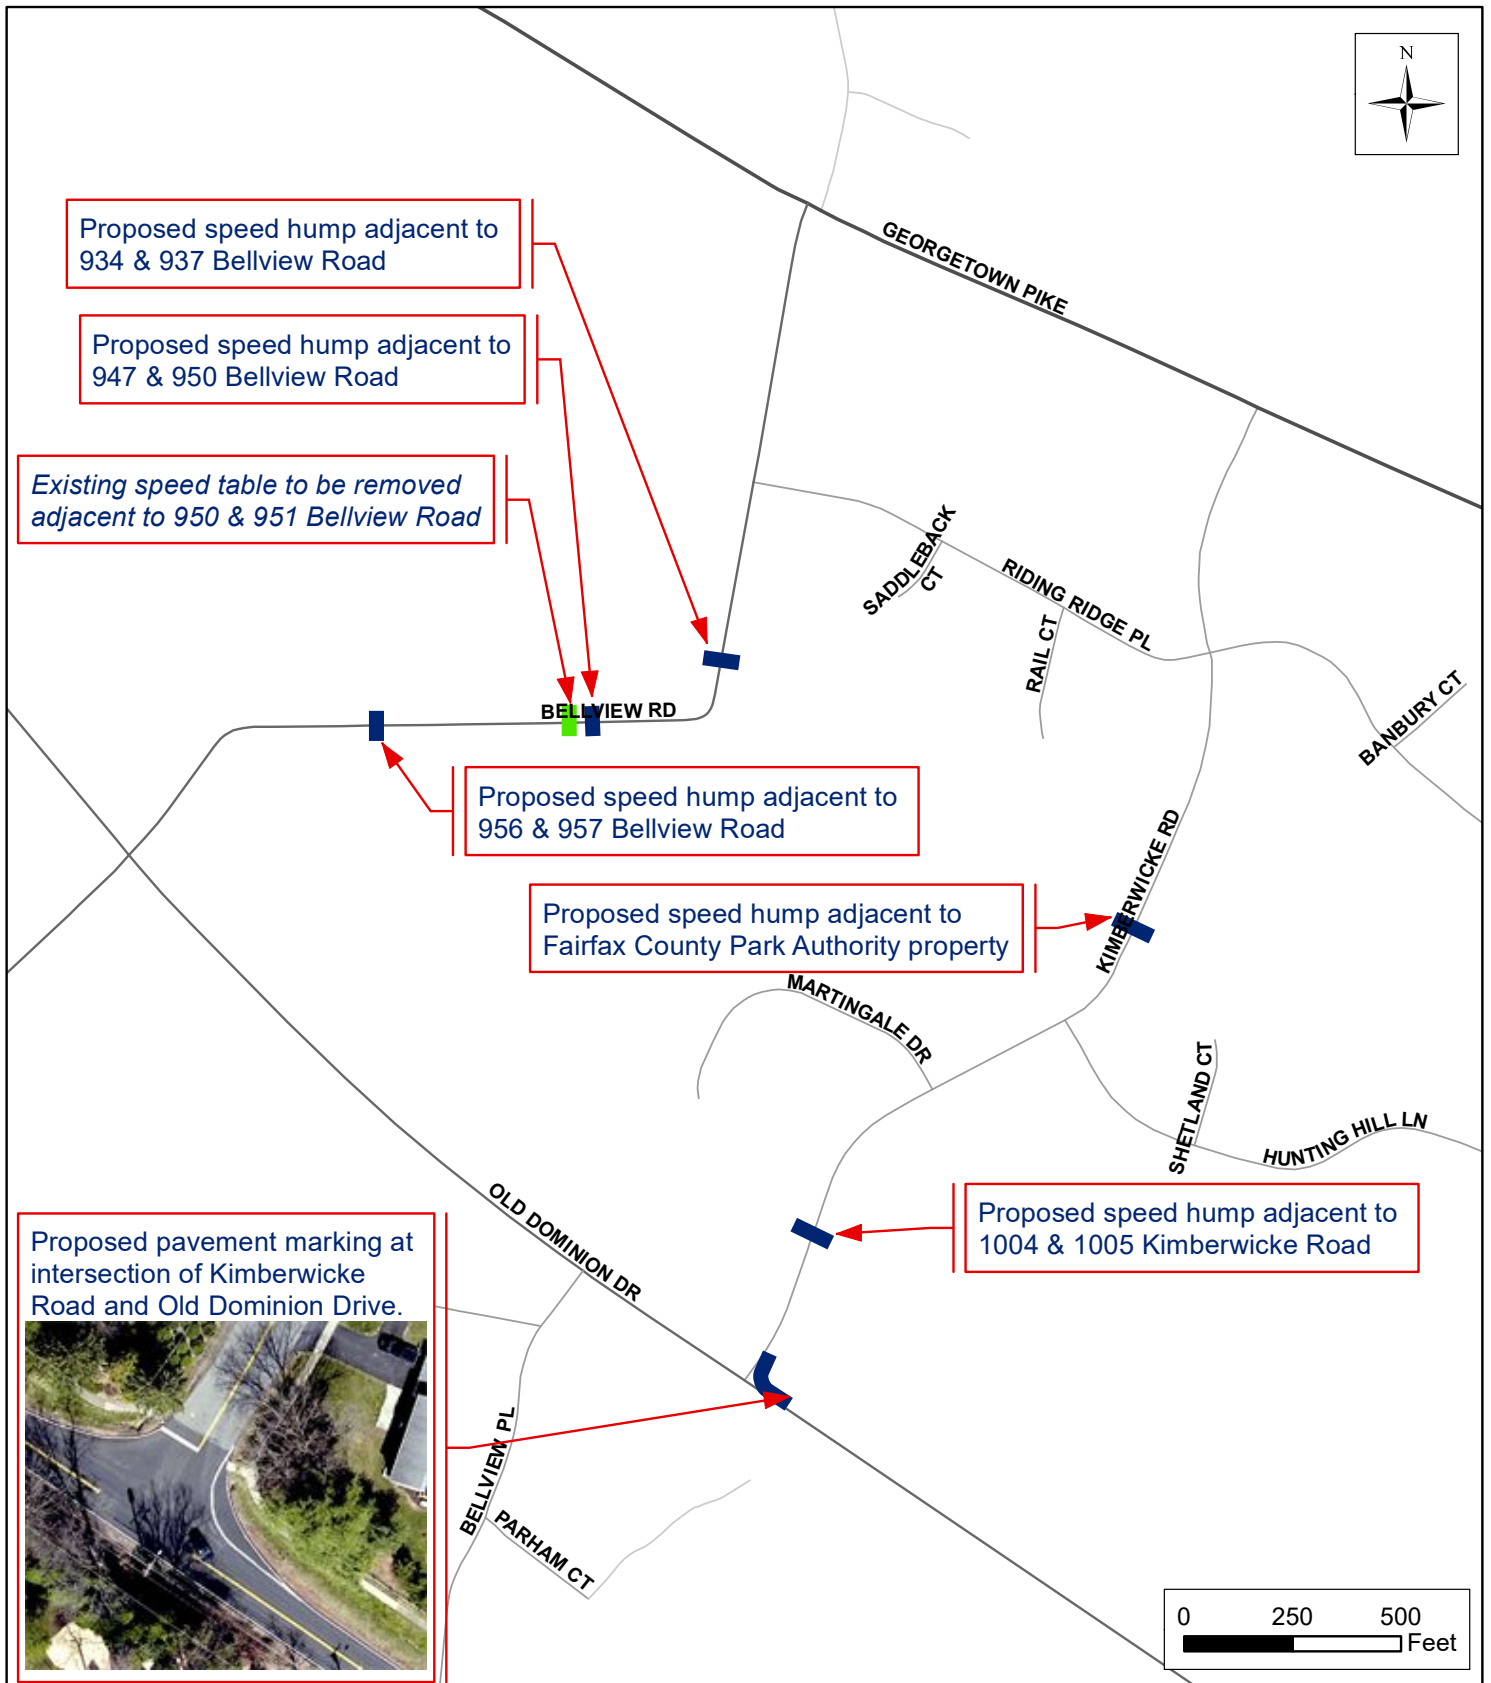 N
GEORGETOWN PIKE
Proposed speed hump adjacent to
934 & 937 Bellview Road
Proposed speed hump adjacent to
947 & 950 Bellview Road
Existing speed table to be removed
adjacent to 950 & 951 Bellview Road
SADDLEBACK
CT
RIDING RIDGE PL
RAIL CT
BANBURY CT
BELLVIEW RD
Proposed speed hump adjacent to
956 & 957 Bellview Road
KIMBERWICKE RD
Proposed speed hump adjacent to
Fairfax County Park Authority property
MARTINGALE DR
SHETLAND CT
HUNTING HILL LN
OLD DOMINION DR
Proposed speed hump adjacent to
1004 & 1005 Kimberwicke Road
Proposed pavement marking at
intersection of Kimberwicke
Road and Old Dominion Drive.
BELLVIEW PL
PARHAM CT
0 250 500
Feet